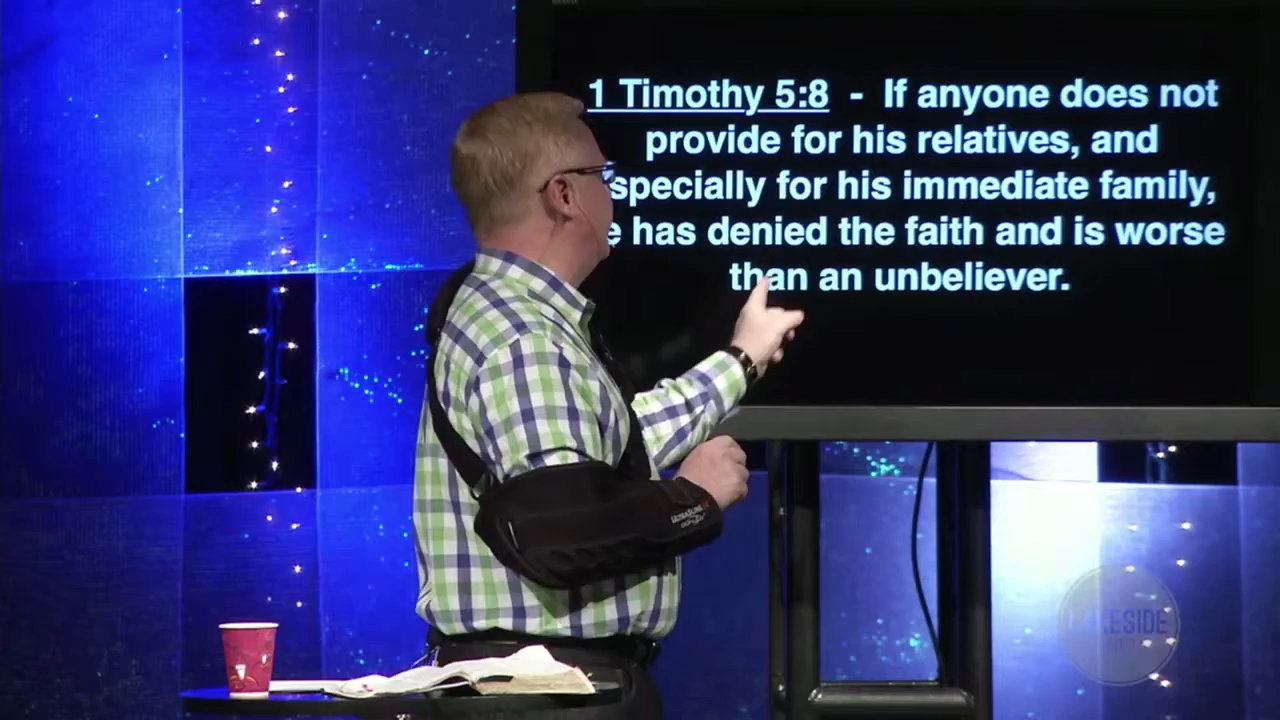 1 Timothy 5:8 - If anyone does not
provide for his relatives, and
specially for his immediate family,
e has denied the faith and is worse
than an unbeliever.
LAKESIDE